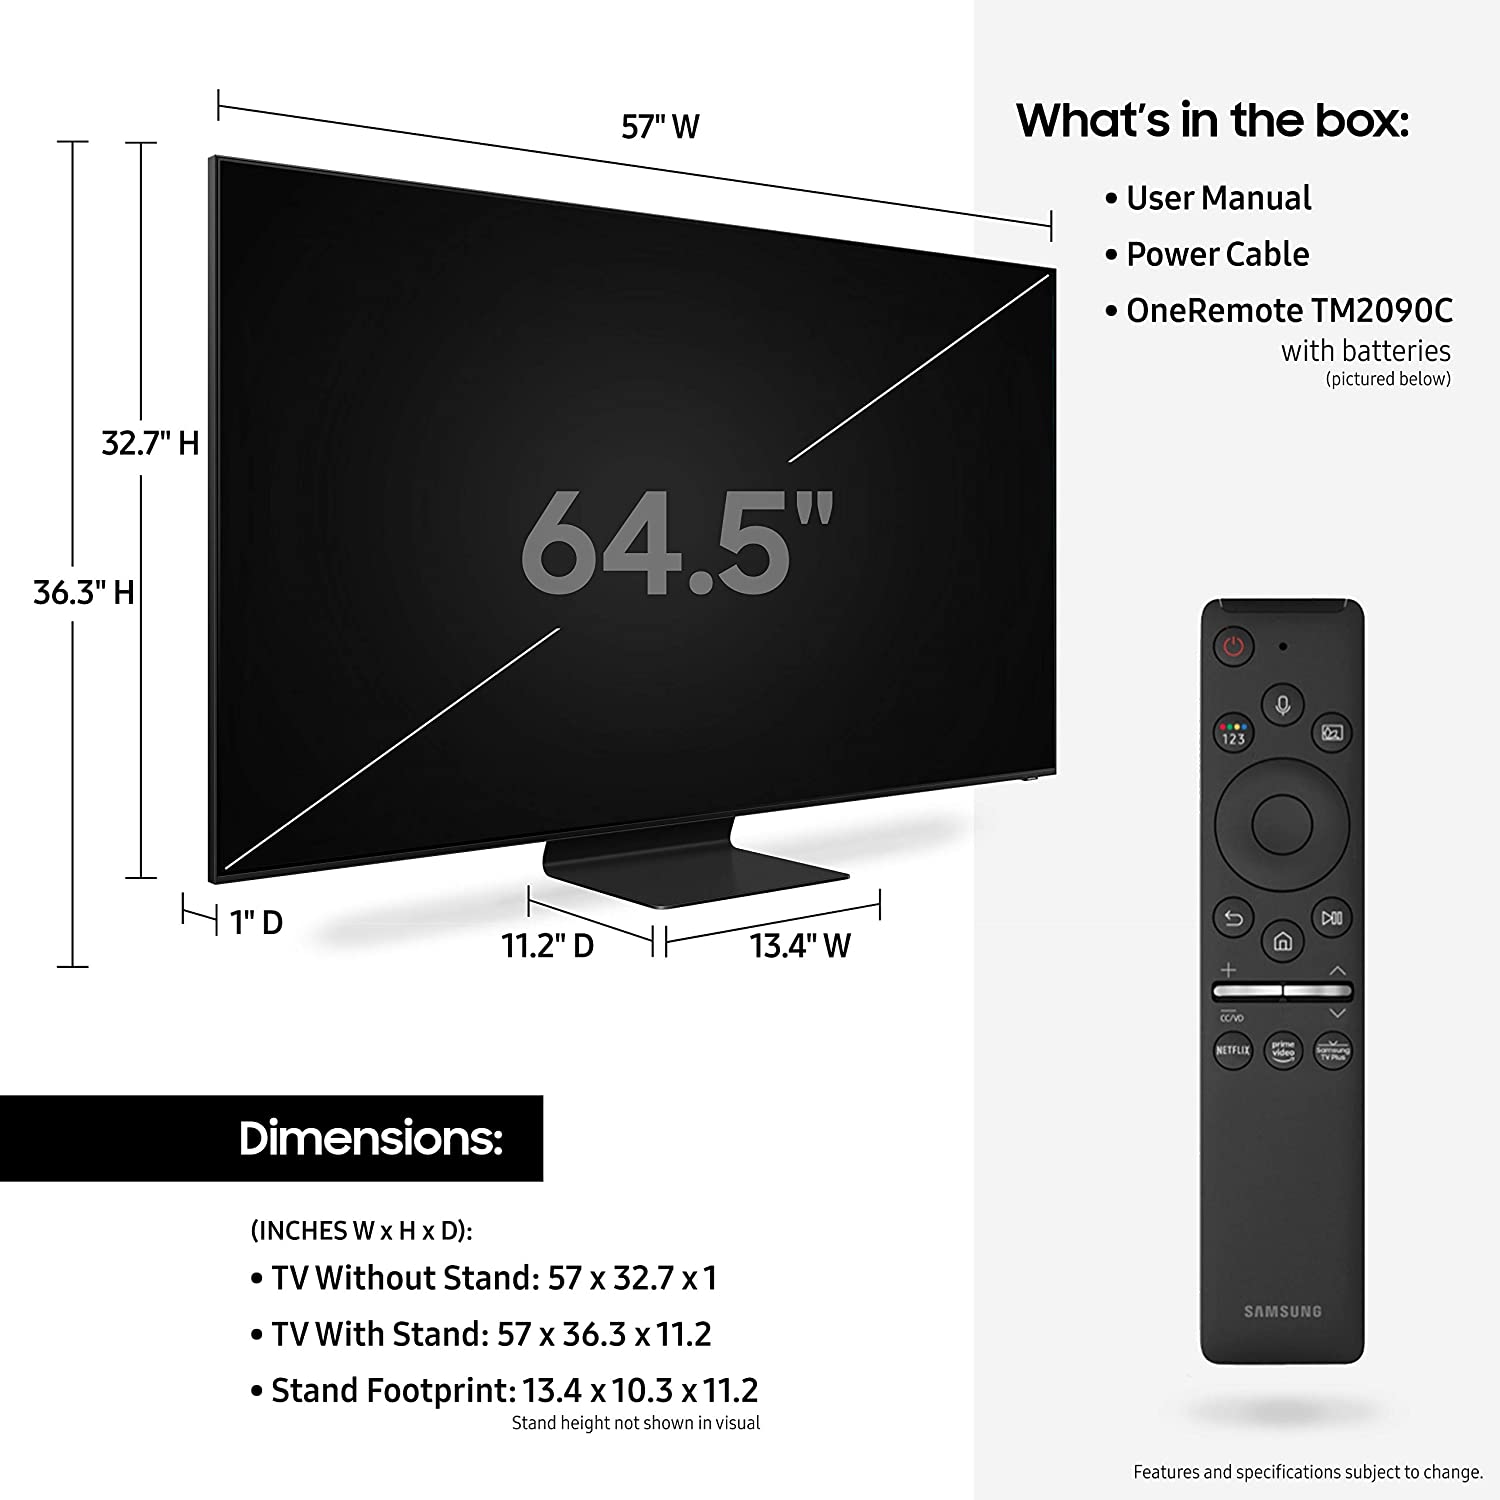 57" W
32.7" H
36.3" H
64.5"
1" D
11.2" D
13.4" W
What's in the box:
• User Manual
• Power Cable
• OneRemote TM2090C
with batteries
(pictured below)
123
CC/VD
NETFLIX
prime
video
Samsung
TV Plus
SAMSUNG
Dimensions:
(INCHES W x H x D):
• TV Without Stand: 57 x 32.7 x 1
• TV With Stand: 57 x 36.3 x 11.2
• Stand Footprint: 13.4 x 10.3 x 11.2
Stand height not shown in visual
Features and specifications subject to change.